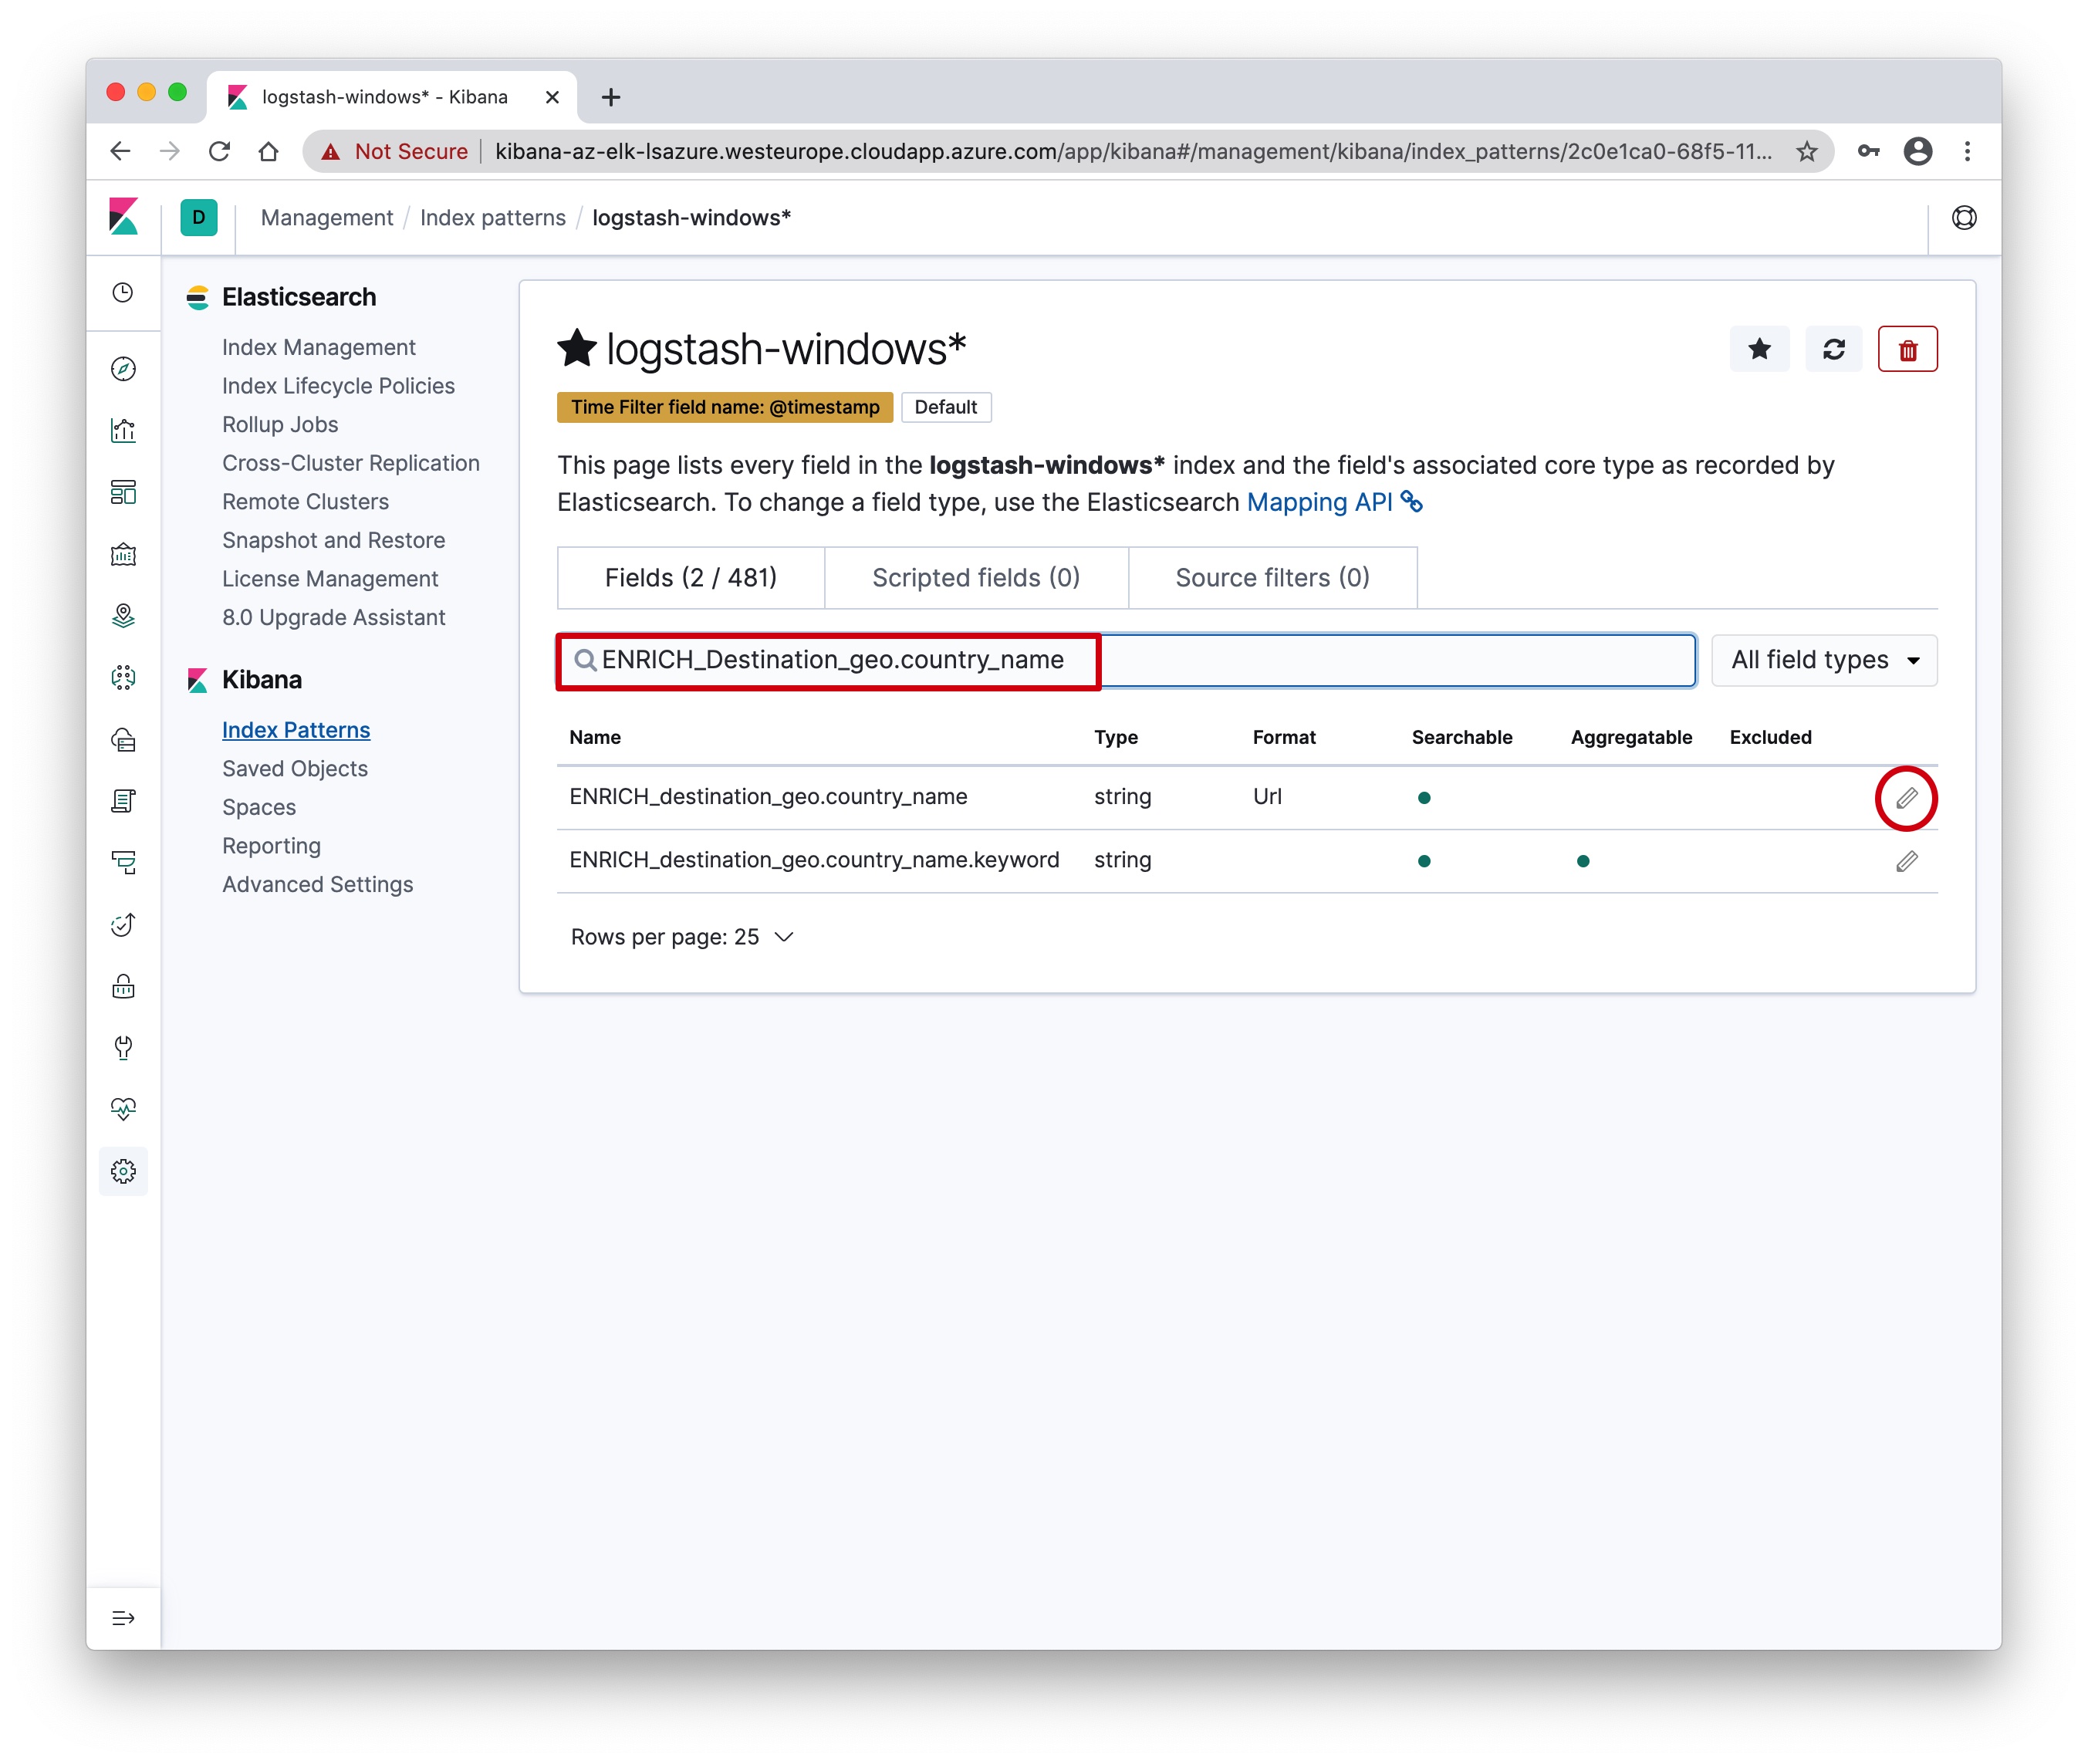 logstash-windows* - Kibana
Not Secure
kibana-az-elk-lsazure.westeurope.cloudapp.azure.com/app/kibana#/management/kibana/index_patterns/2c0e1ca0-68f5-11...
D
Management / Index patterns / logstash-windows*
Elasticsearch
Index Management
Index Lifecycle Policies
Rollup Jobs
Cross-Cluster Replication
Remote Clusters
Snapshot and Restore
License Management
8.0 Upgrade Assistant
Kibana
Index Patterns
Saved Objects
Spaces
Reporting
Advanced Settings
logstash-windows*
Time Filter field name: @timestamp
Default
This page lists every field in the logstash-windows* index and the field's associated core type as recorded by
Elasticsearch. To change a field type, use the Elasticsearch Mapping API
Fields (2 / 481)
Scripted fields (0)
Source filters (0)
ENRICH_Destination_geo.country_name
All field types
Name Type Format Searchable Aggregatable Excluded
ENRICH_destination_geo.country_name string Url
ENRICH_destination_geo.country_name.keyword string
Rows per page: 25